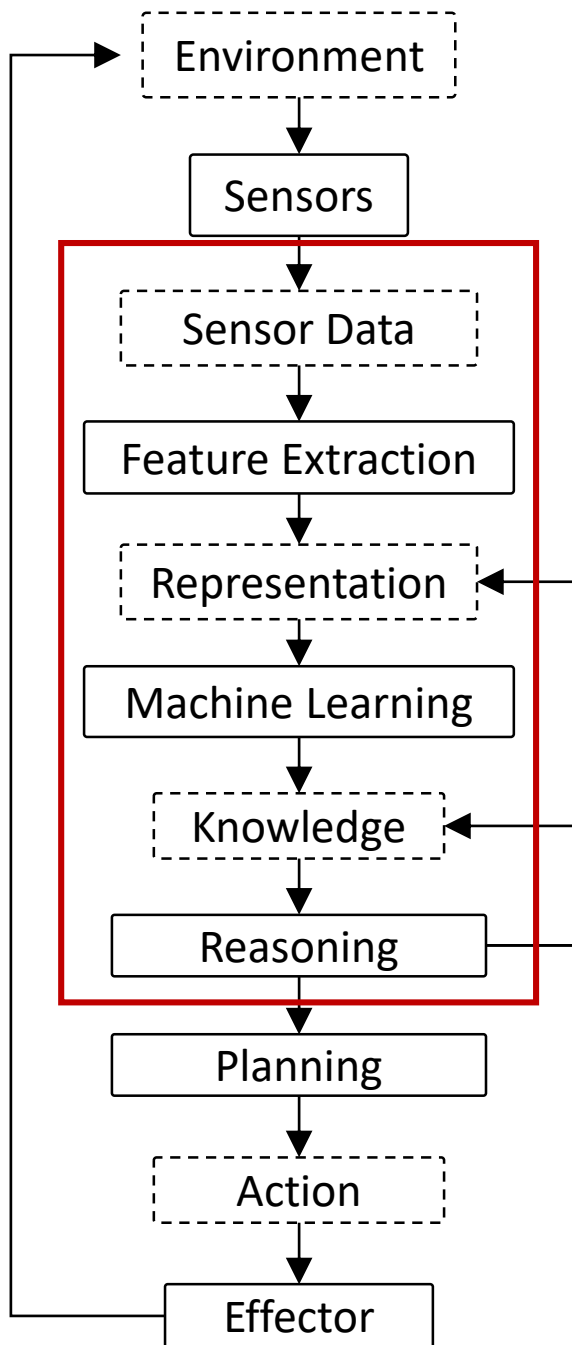 Environment
Sensors
Sensor Data
Feature Extraction
Representation
Machine Learning
Knowledge
Reasoning
Planning
Action
Effector